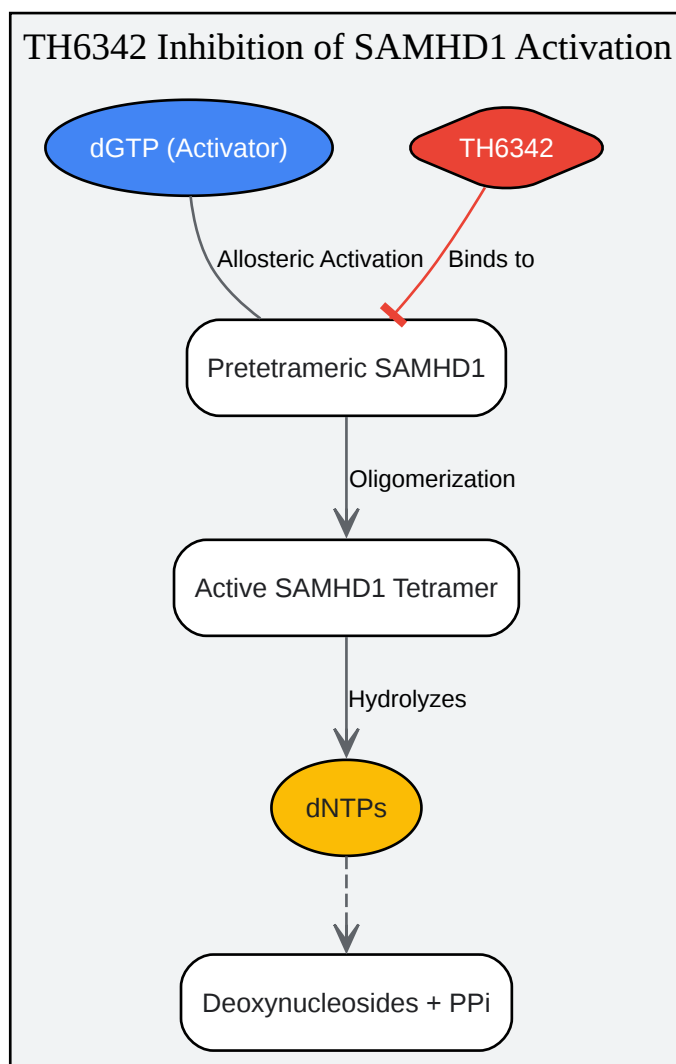 TH6342 Inhibition of SAMHD1 Activation
dGTP (Activator)
TH6342
Allosteric Activation
Binds to
Pretetrameric SAMHD1
Oligomerization
Active SAMHD1 Tetramer
Hydrolyzes
dNTPs
Deoxynucleosides + PPi